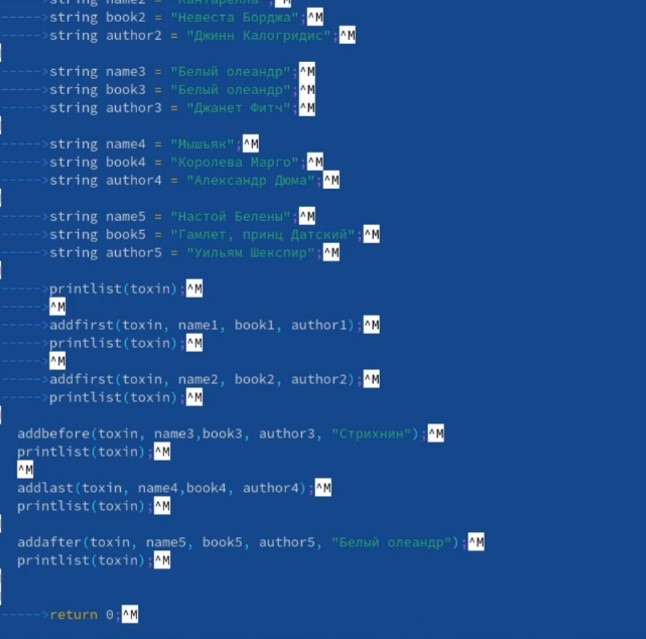 string name2 = "Кантарелла";^M
---->string book2 = "Невеста Борджа";^M
---->string author2 = "Джинн Калогридис";^M
---->string name3 = "Белый олеандр";^M
---->string book3 = "Белый олеандр";^M
---->string author3 = "Джанет Фитч";^M
---->string name4 = "Мышьяк";^M
---->string book4 = "Королева Марго";^M
---->string author4 = "Александр Дюма";^M
---->string name5 = "Настой Белены";^M
---->string book5 = "Гамлет, принц Датский";^M
---->string author5 = "Уильям Шекспир";^M
---->printlist(toxin);^M
---->^M
---->addfirst(toxin, name1, book1, author1);^M
---->printlist(toxin);^M
---->^M
---->addfirst(toxin, name2, book2, author2);^M
---->printlist(toxin);^M
addbefore(toxin, name3,book3, author3, "Стрихнин");^M
printlist(toxin);^M
^M
addlast(toxin, name4,book4, author4);^M
printlist(toxin);^M
addafter(toxin, name5, book5, author5, "Белый олеандр");^M
printlist(toxin);^M
---->return 0;^M